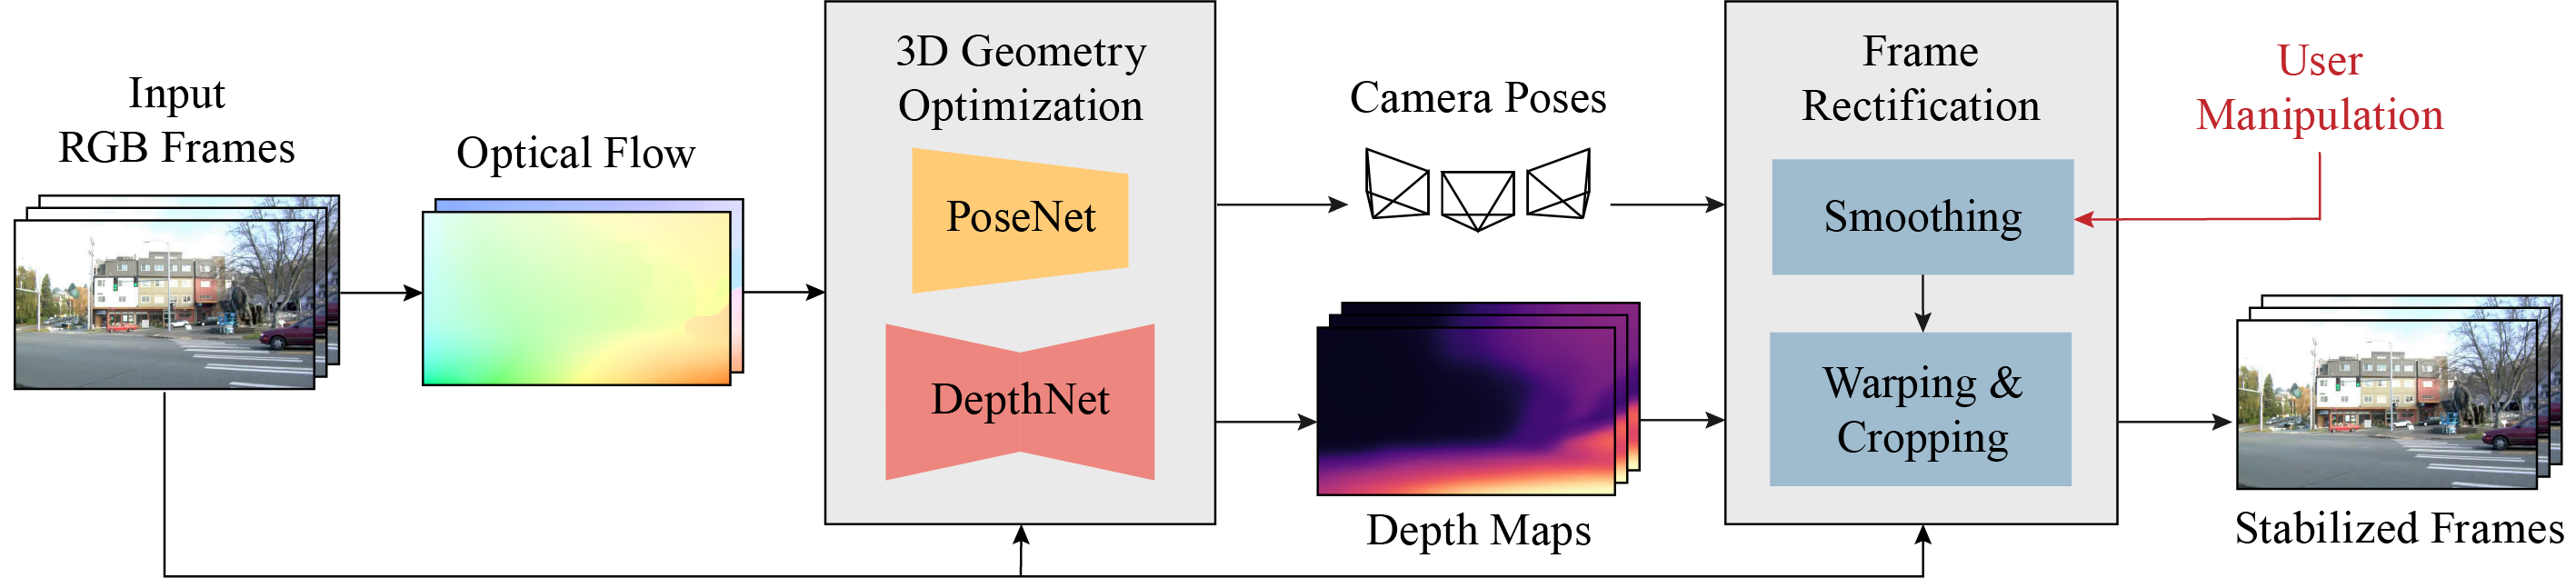 Input
RGB Frames
Optical Flow
3D Geometry
Optimization
PoseNet
DepthNet
Camera Poses
Depth Maps
Frame
Rectification
Smoothing
Warping &
Cropping
User
Manipulation
Stabilized Frames